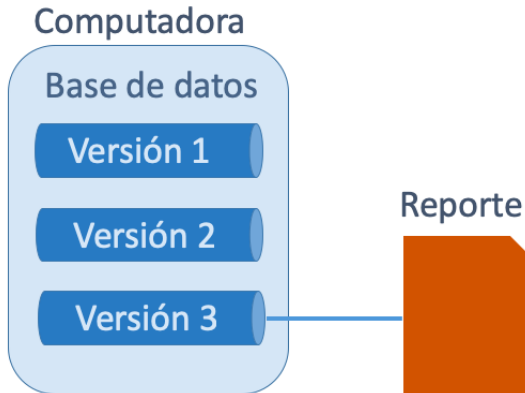 Computadora
Base de datos
Versión 1
Versión 2
Versión 3
Reporte